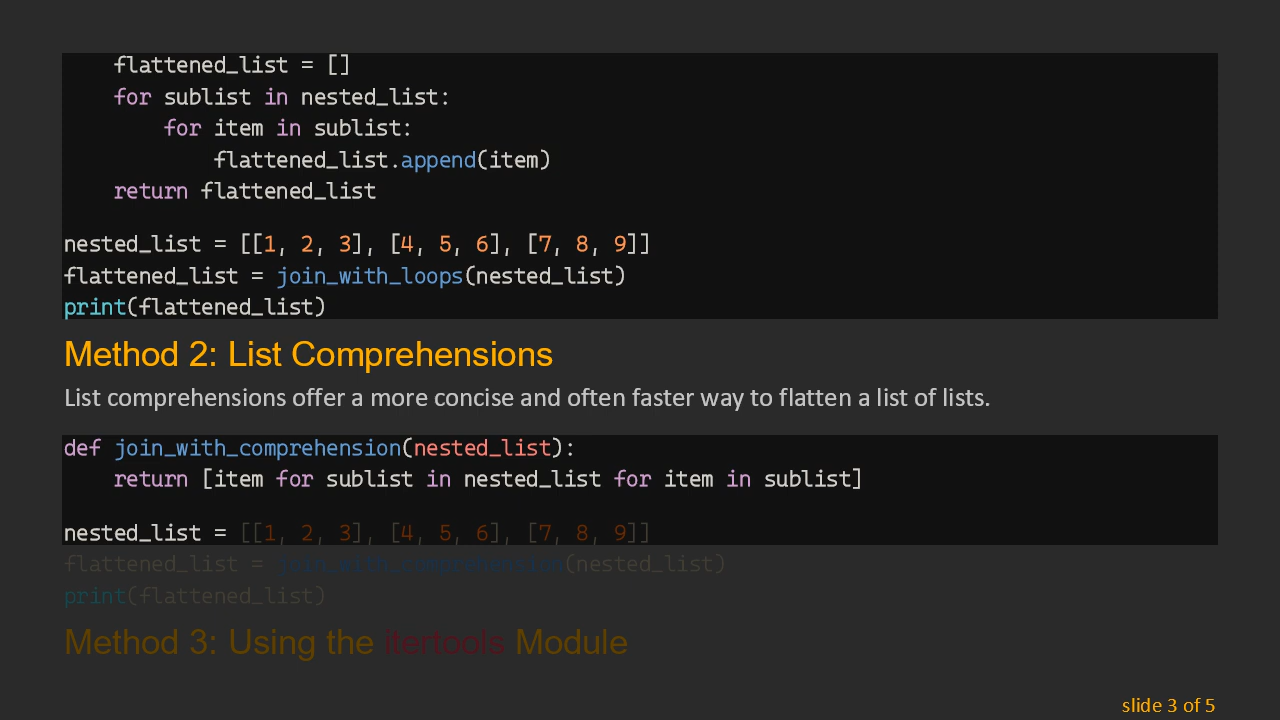 flattened_list = []
    for sublist in nested_list:
        for item in sublist:
            flattened_list.append(item)
    return flattened_list
nested_list = [[1, 2, 3], [4, 5, 6], [7, 8, 9]]
flattened_list = join_with_loops(nested_list)
print(flattened_list)
Method 2: List Comprehensions
List comprehensions offer a more concise and often faster way to flatten a list of lists.
def join_with_comprehension(nested_list):
    return [item for sublist in nested_list for item in sublist]
nested_list = [[1, 2, 3], [4, 5, 6], [7, 8, 9]]
flattened_list = join_with_comprehension(nested_list)
print(flattened_list)
Method 3: Using the itertools Module
slide 3 of 5